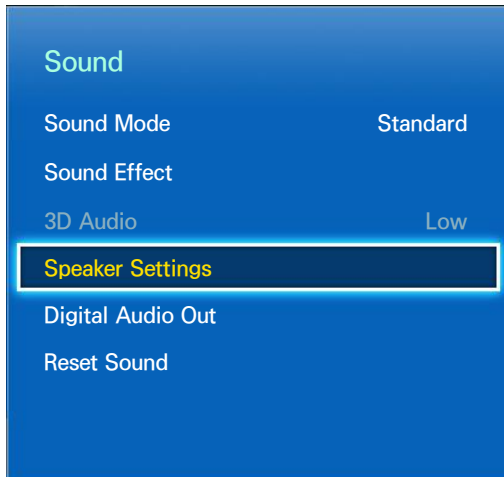 Sound
Sound Mode Standard
Sound Effect
3D Audio Low
Speaker Settings
Digital Audio Out
Reset Sound